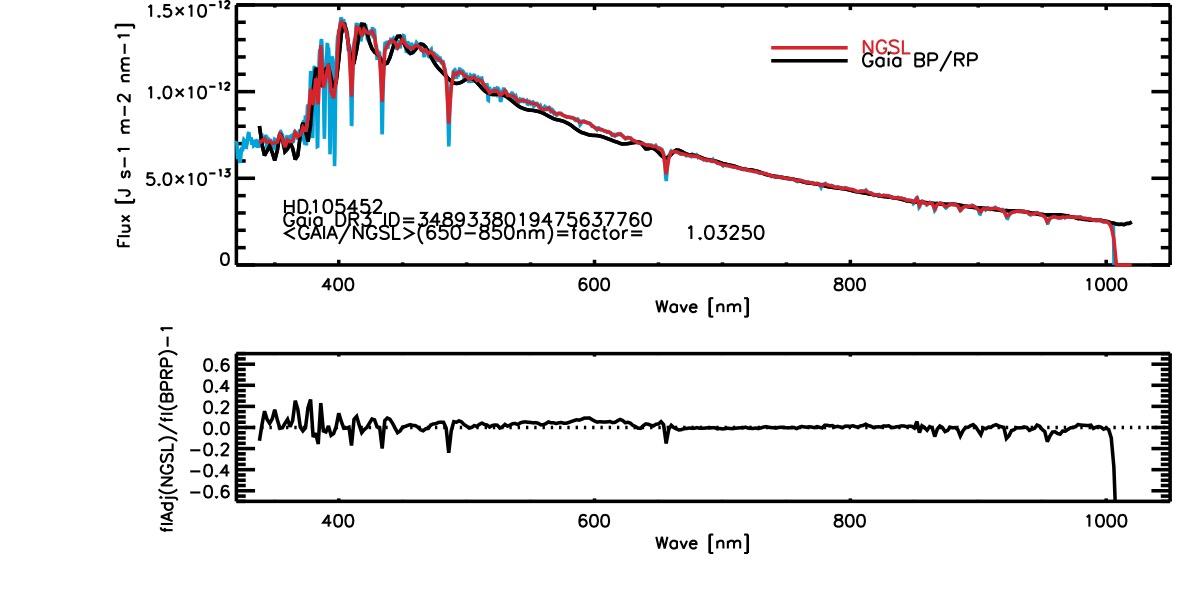 1.5×10−12
1.0×10−12
5.0×10−13
0
Flux [J s−1 m−2 nm−1]
NGSL
Gaia BP/RP
HD105452
Gaia DR3 ID=3489338019475637760
<GAIA/NGSL>(650−850nm)=factor= 1.03250
400 600 800 1000
Wave [nm]
0.6
0.4
0.2
0.0
−0.2
−0.4
−0.6
flAdj(NGSL)/fl(BPRP)−1
400 600 800 1000
Wave [nm]